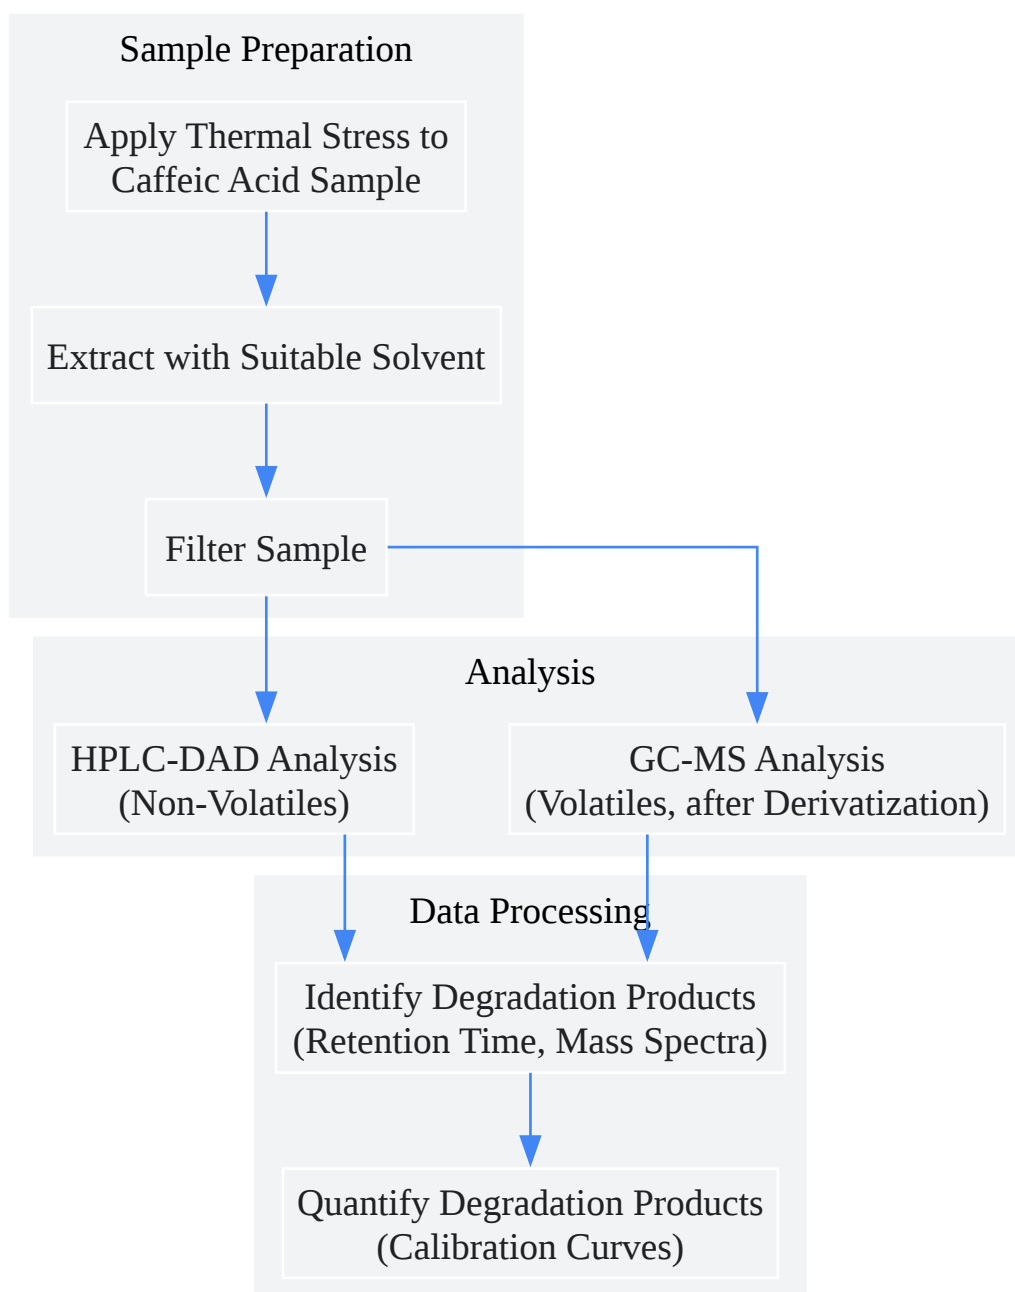 Sample Preparation
Apply Thermal Stress to
Caffeic Acid Sample
Extract with Suitable Solvent
Filter Sample
Analysis
HPLC-DAD Analysis
(Non-Volatiles)
GC-MS Analysis
(Volatiles, after Derivatization)
Data Processing
Identify Degradation Products
(Retention Time, Mass Spectra)
Quantify Degradation Products
(Calibration Curves)